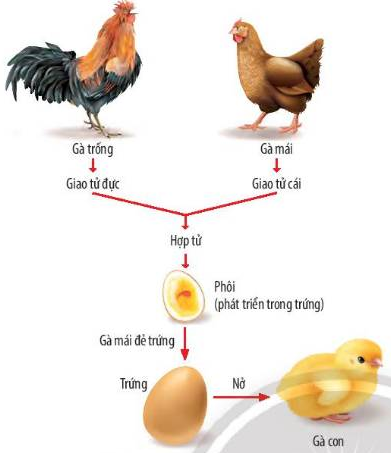 Gà trống
Gà mái
Giao tử đực
Giao tử cái
Hợp tử
Phôi
(phát triển trong trứng)
Gà mái đẻ trứng
Trứng
Nở
Gà con